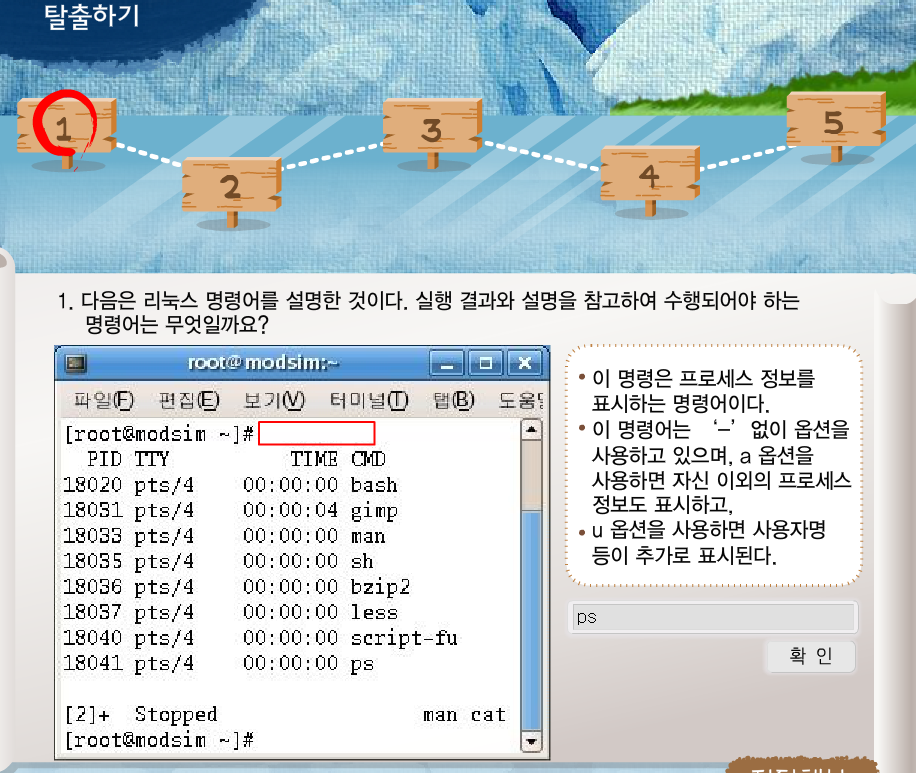 탈출하기
1
2
3
4
5
1. 다음은 리눅스 명령어를 설명한 것이다. 실행 결과와 설명을 참고하여 수행되어야 하는
명령어는 무엇일까요?
root@modsim:~
파일(F) 편집(E) 보기(V) 터미널(T) 탭(B)
[root@modsim ~]#
PID TTY TIME CMD
18020 pts/4 00:00:00 bash
18031 pts/4 00:00:04 gimp
18033 pts/4 00:00:00 man
18035 pts/4 00:00:00 sh
18036 pts/4 00:00:00 bzip2
18037 pts/4 00:00:00 less
18040 pts/4 00:00:00 script-fu
18041 pts/4 00:00:00 ps
[2]+ Stopped man cat
[root@modsim ~]#
• 이 명령은 프로세스 정보를
표시하는 명령어이다.
• 이 명령어는 ‘–’ 없이 옵션을
사용하고 있으며, a 옵션을
사용하면 자신 이외의 프로세스
정보도 표시하고,
• u 옵션을 사용하면 사용자명
등이 추가로 표시된다.
ps
확 인